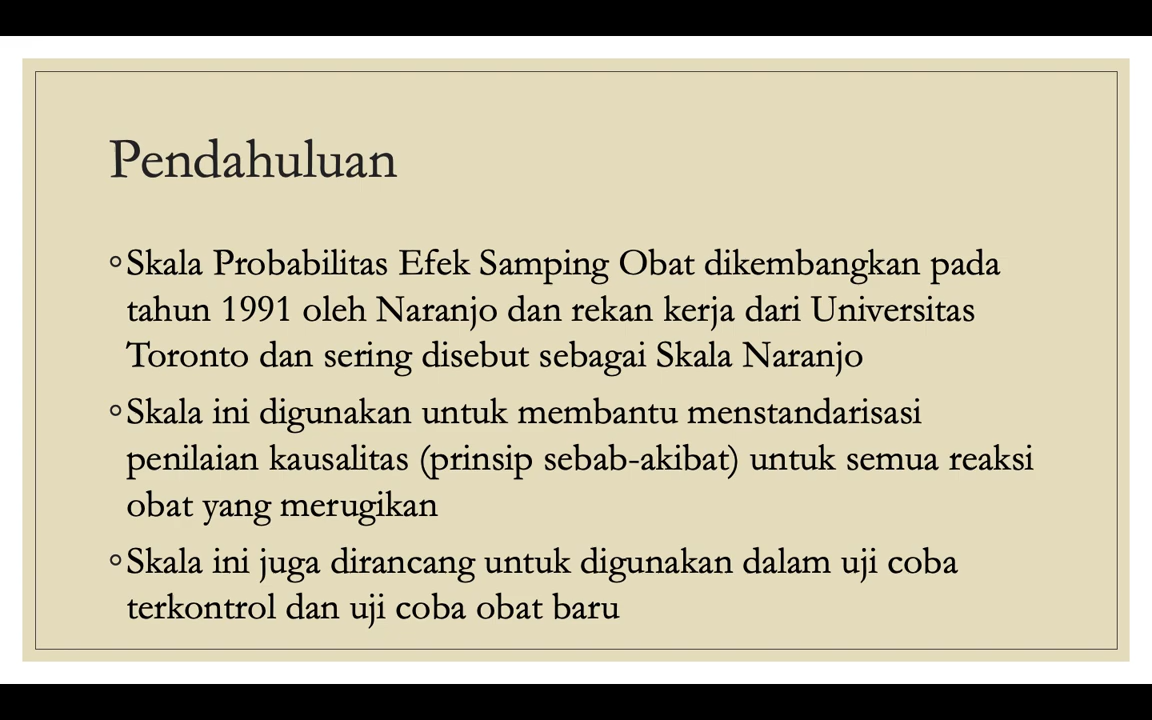 Pendahuluan
◦Skala Probabilitas Efek Samping Obat dikembangkan pada
tahun 1991 oleh Naranjo dan rekan kerja dari Universitas
Toronto dan sering disebut sebagai Skala Naranjo
◦Skala ini digunakan untuk membantu menstandarisasi
penilaian kausalitas (prinsip sebab-akibat) untuk semua reaksi
obat yang merugikan
◦Skala ini juga dirancang untuk digunakan dalam uji coba
terkontrol dan uji coba obat baru